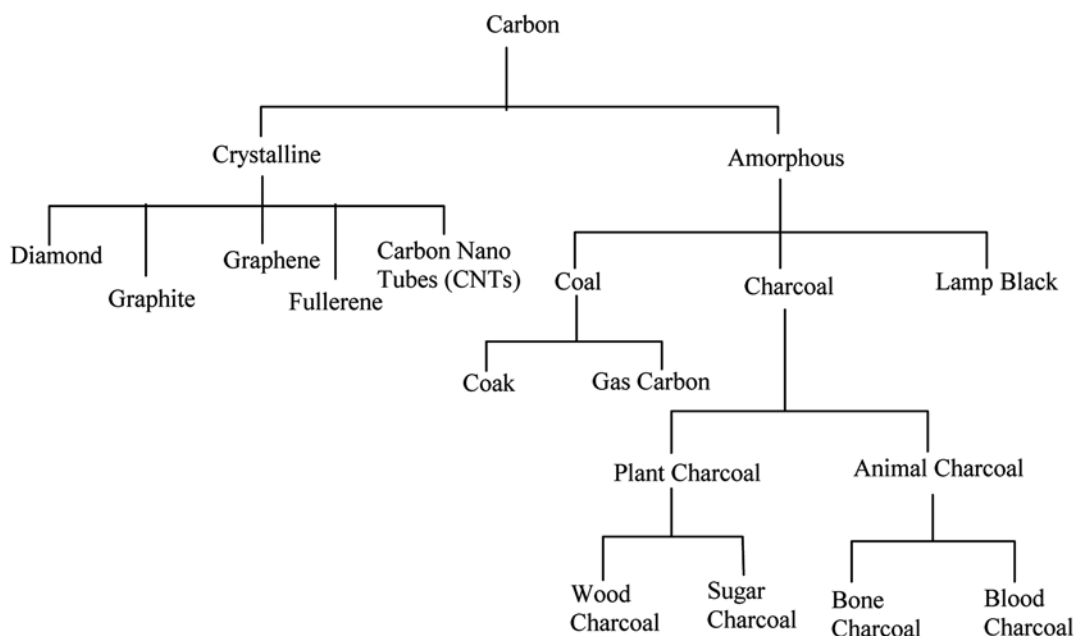 Carbon
Crystalline
Amorphous
Diamond
Graphite
Graphene
Fullerene
Carbon Nano
Tubes (CNTs)
Coal
Charcoal
Lamp Black
Coak
Gas Carbon
Plant Charcoal
Animal Charcoal
Wood
Charcoal
Sugar
Charcoal
Bone
Charcoal
Blood
Charcoal